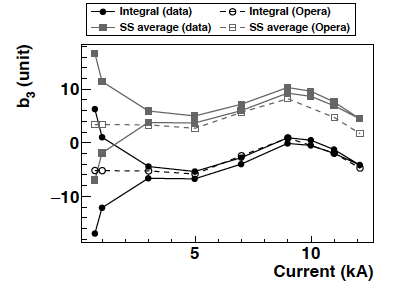 Integral (data) Integral (Opera)
SS average (data) SS average (Opera)
b3 (unit)
10
0
−10
5 10
Current (kA)